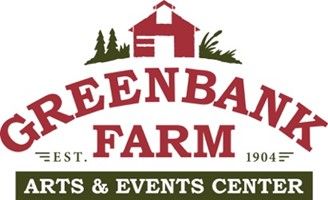 GREENBANK
FARM
EST. 1904
ARTS & EVENTS CENTER